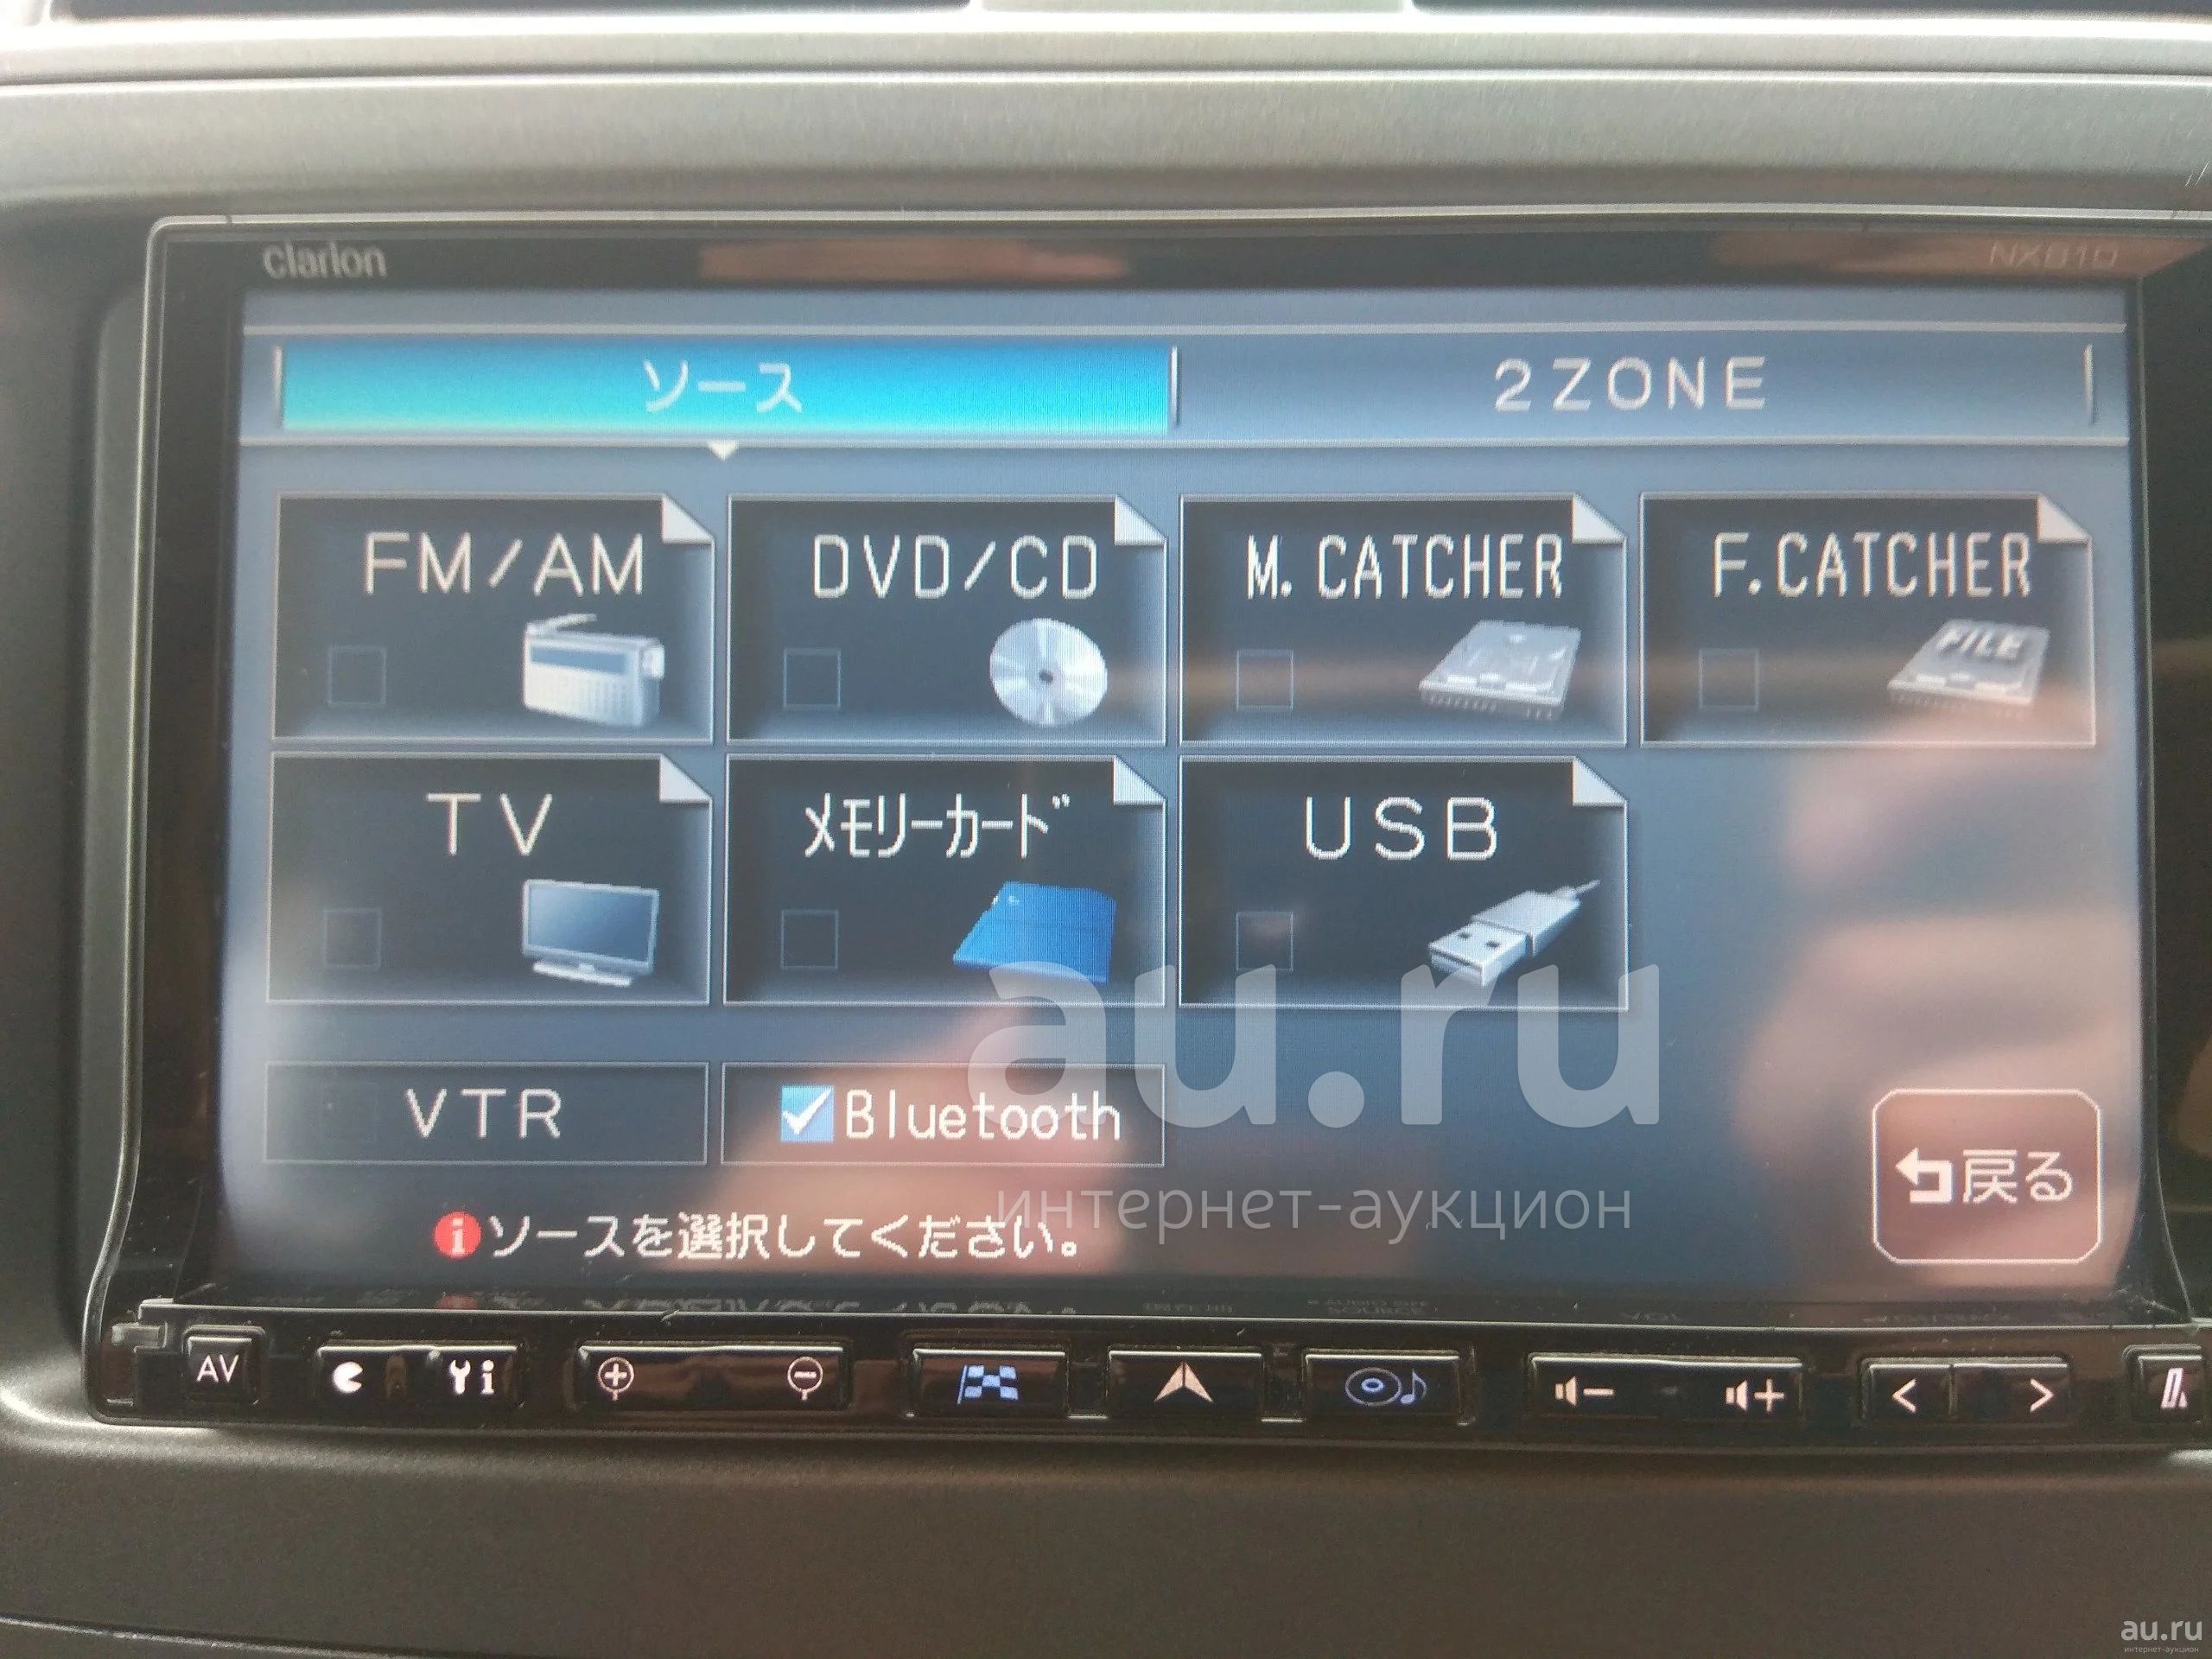 clarion
NX810
ソース
2ZONE
FM/AM
DVD/CD
M. CATCHER
F. CATCHER
FILE
TV
メモリーカード
USB
VTR
Bluetooth
戻る
ソースを選択してください。
au.ru
интернет-аукцион
AV
au.ru
интернет-аукцион